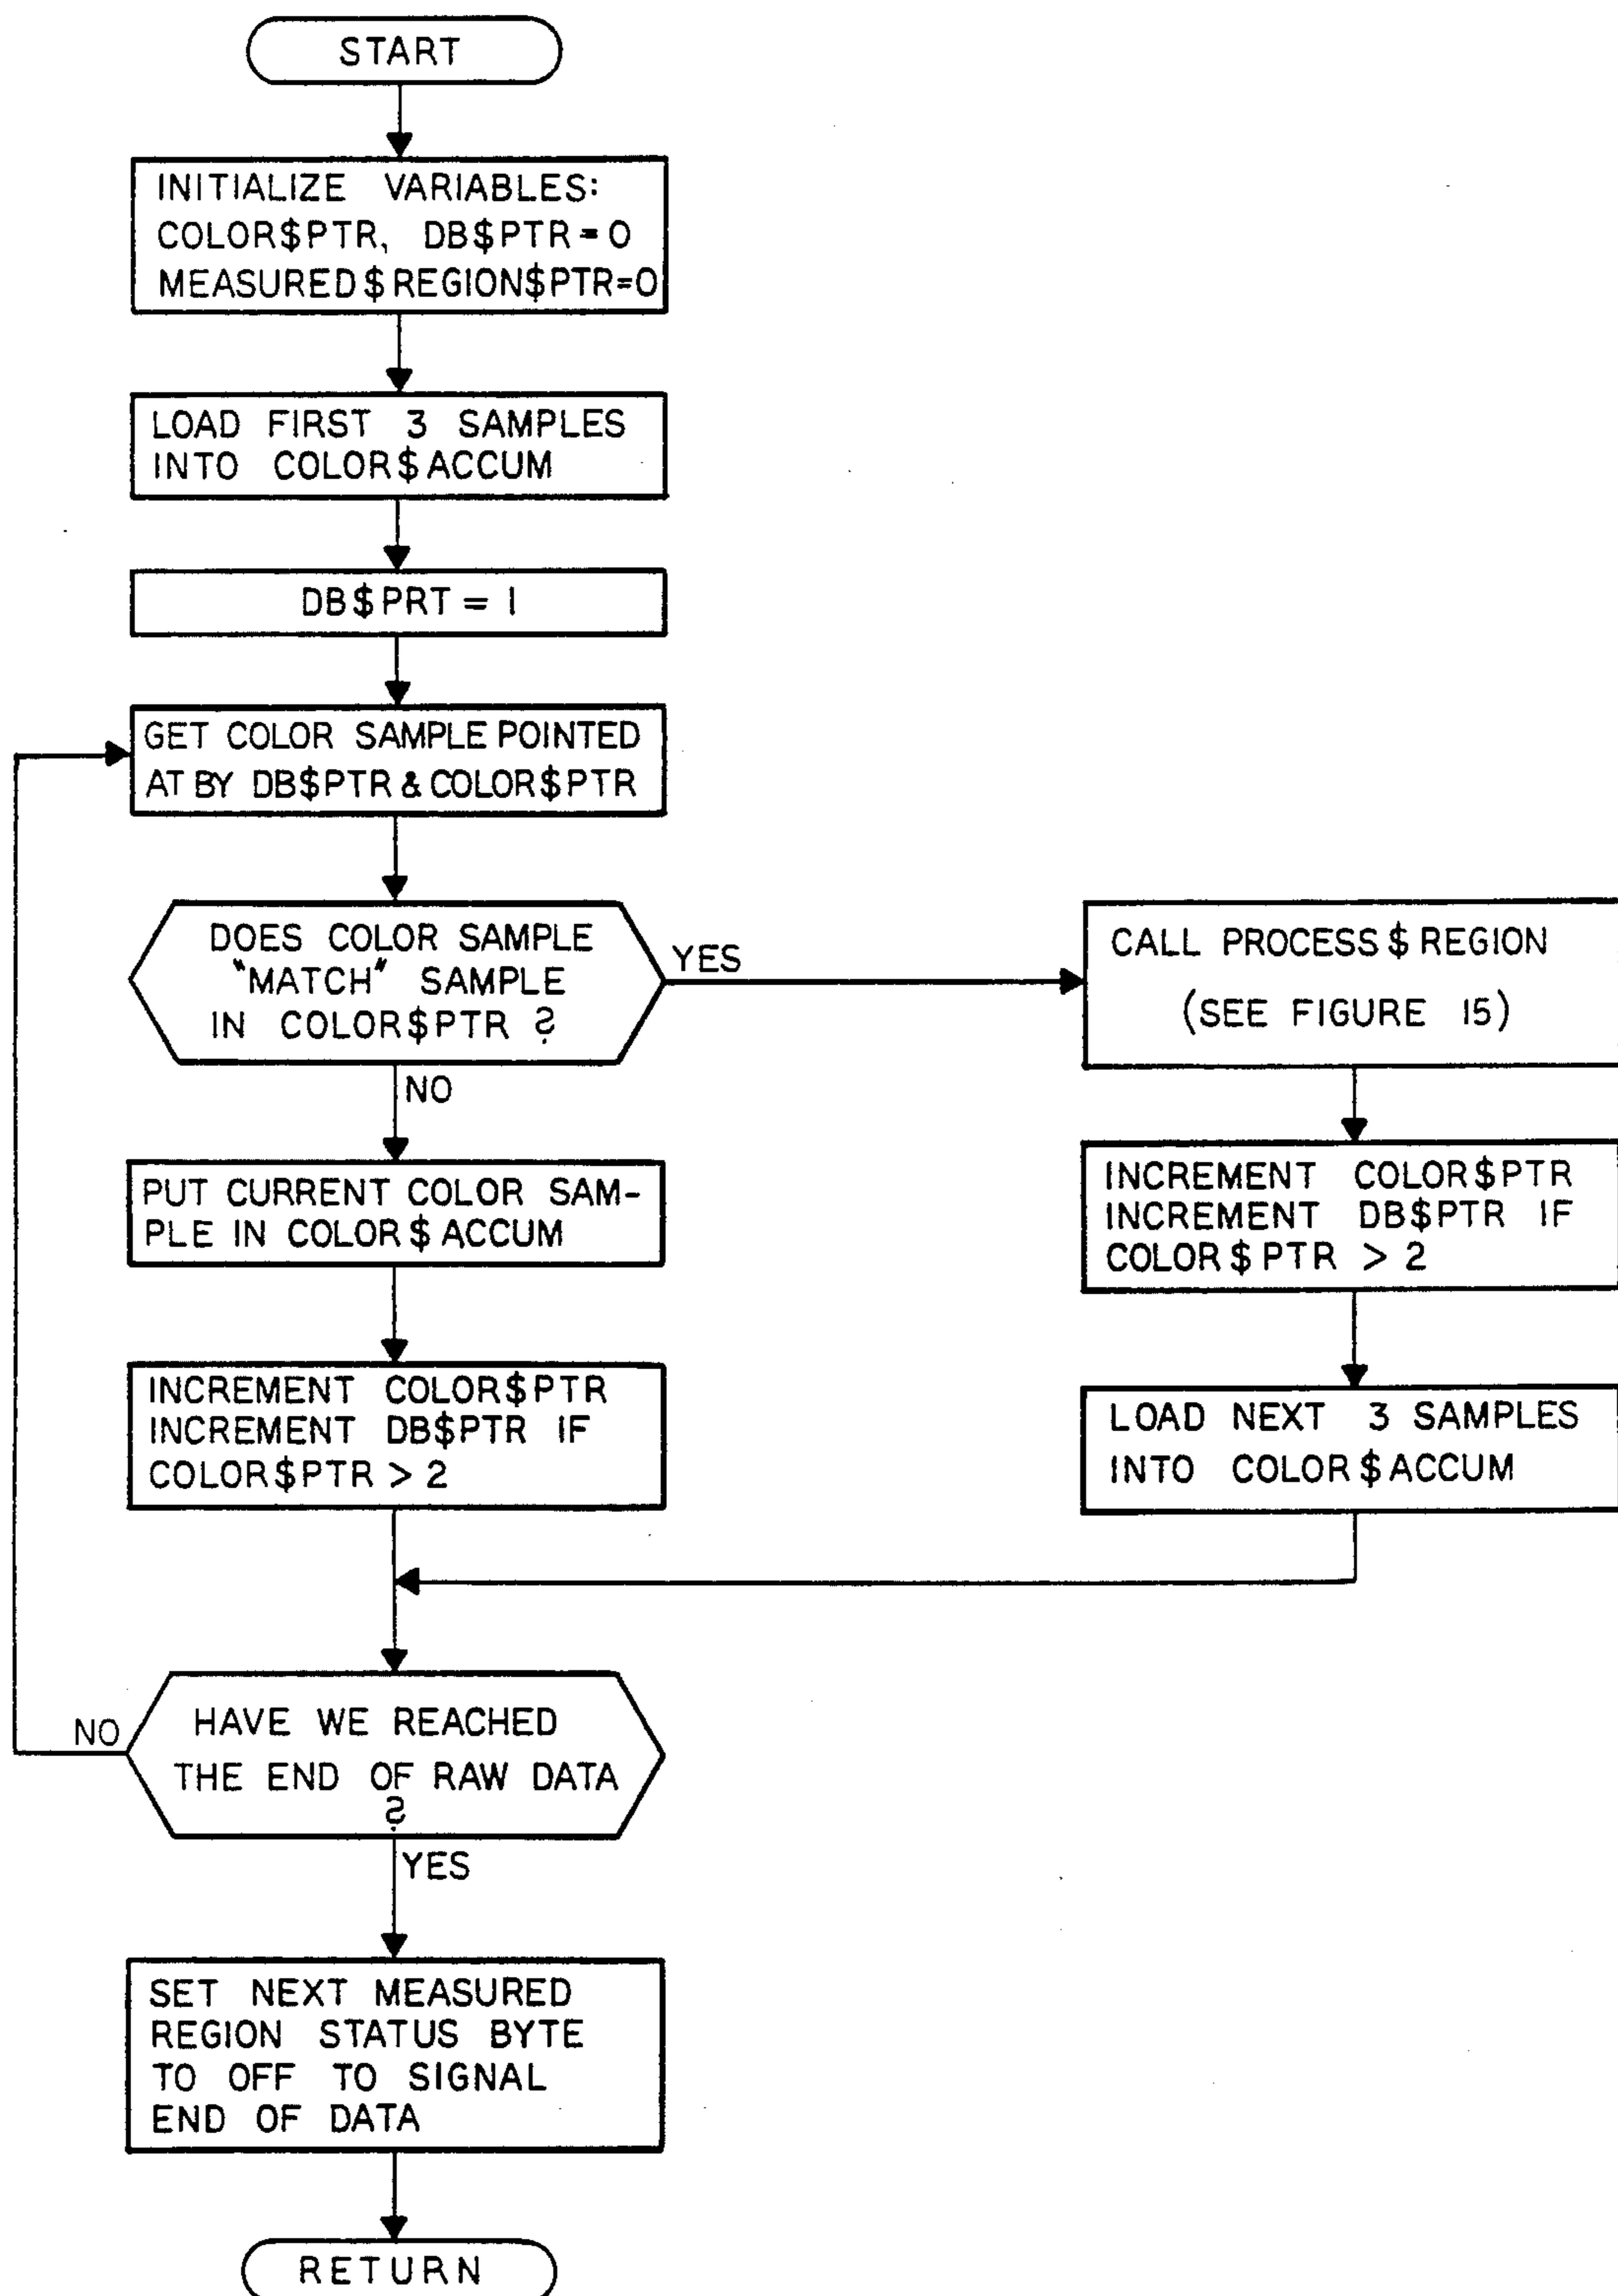 START
INITIALIZE VARIABLES:
COLOR$PTR, DB$PTR=0
MEASURED$REGION$PTR=0
LOAD FIRST 3 SAMPLES
INTO COLOR$ACCUM
DB$PRT = 1
GET COLOR SAMPLE POINTED
AT BY DB$PTR & COLOR$PTR
DOES COLOR SAMPLE
"MATCH" SAMPLE
IN COLOR$PTR ?
YES
CALL PROCESS$REGION
(SEE FIGURE 15)
NO
PUT CURRENT COLOR SAM-
PLE IN COLOR$ACCUM
INCREMENT COLOR$PTR
INCREMENT DB$PTR IF
COLOR$PTR > 2
INCREMENT COLOR$PTR
INCREMENT DB$PTR IF
COLOR$PTR > 2
LOAD NEXT 3 SAMPLES
INTO COLOR$ACCUM
NO
HAVE WE REACHED
THE END OF RAW DATA
?
YES
SET NEXT MEASURED
REGION STATUS BYTE
TO OFF TO SIGNAL
END OF DATA
RETURN